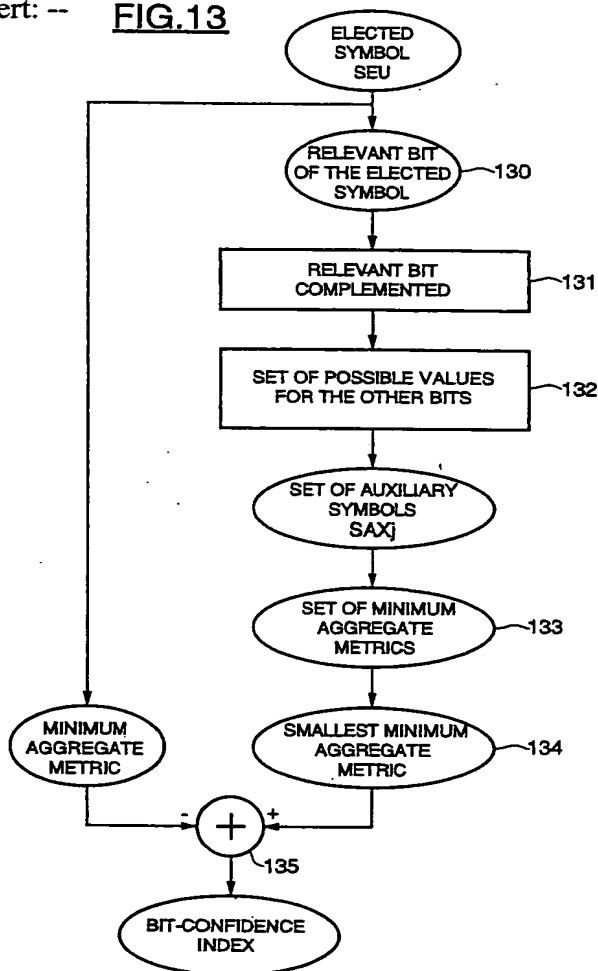 ert: --
FIG.13
ELECTED
SYMBOL
SEU
RELEVANT BIT
OF THE ELECTED
SYMBOL
130
RELEVANT BIT
COMPLEMENTED
131
SET OF POSSIBLE VALUES
FOR THE OTHER BITS
132
SET OF AUXILIARY
SYMBOLS
SAXj
SET OF MINIMUM
AGGREGATE
METRICS
133
MINIMUM
AGGREGATE
METRIC
SMALLEST MINIMUM
AGGREGATE
METRIC
134
- + +
135
BIT-CONFIDENCE
INDEX